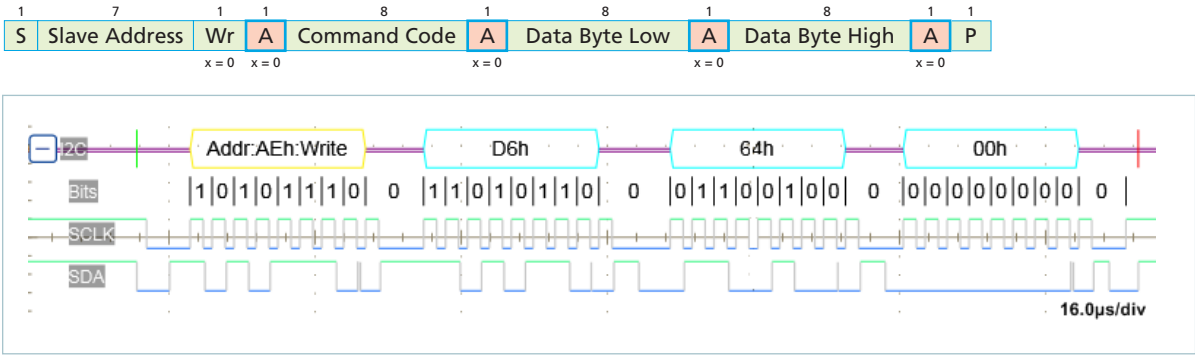 1 7 1 1 8 1 8 1 8 1 1
S Slave Address Wr A Command Code A Data Byte Low A Data Byte High A P
x = 0 x = 0 x = 0 x = 0 x = 0
I2C Addr:AEh:Write D6h 64h 00h
Bits 1 0 1 0 1 1 1 0 0 1 1 0 1 0 1 1 0 0 0 1 1 0 0 1 0 0 0 0 0 0 0 0 0 0 0 0 0
SCLK
SDA
16.0µs/div